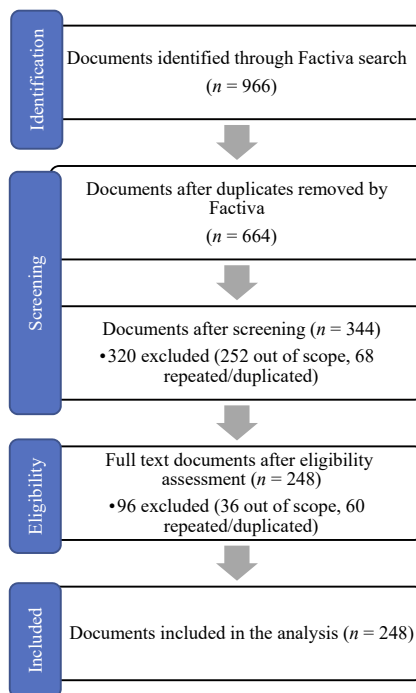 Identification
Documents identified through Factiva search
(n = 966)
Screening
Documents after duplicates removed by
Factiva
(n = 664)
Documents after screening (n = 344)
•320 excluded (252 out of scope, 68
repeated/duplicated)
Eligibility
Full text documents after eligibility
assessment (n = 248)
•96 excluded (36 out of scope, 60
repeated/duplicated)
Included
Documents included in the analysis (n = 248)